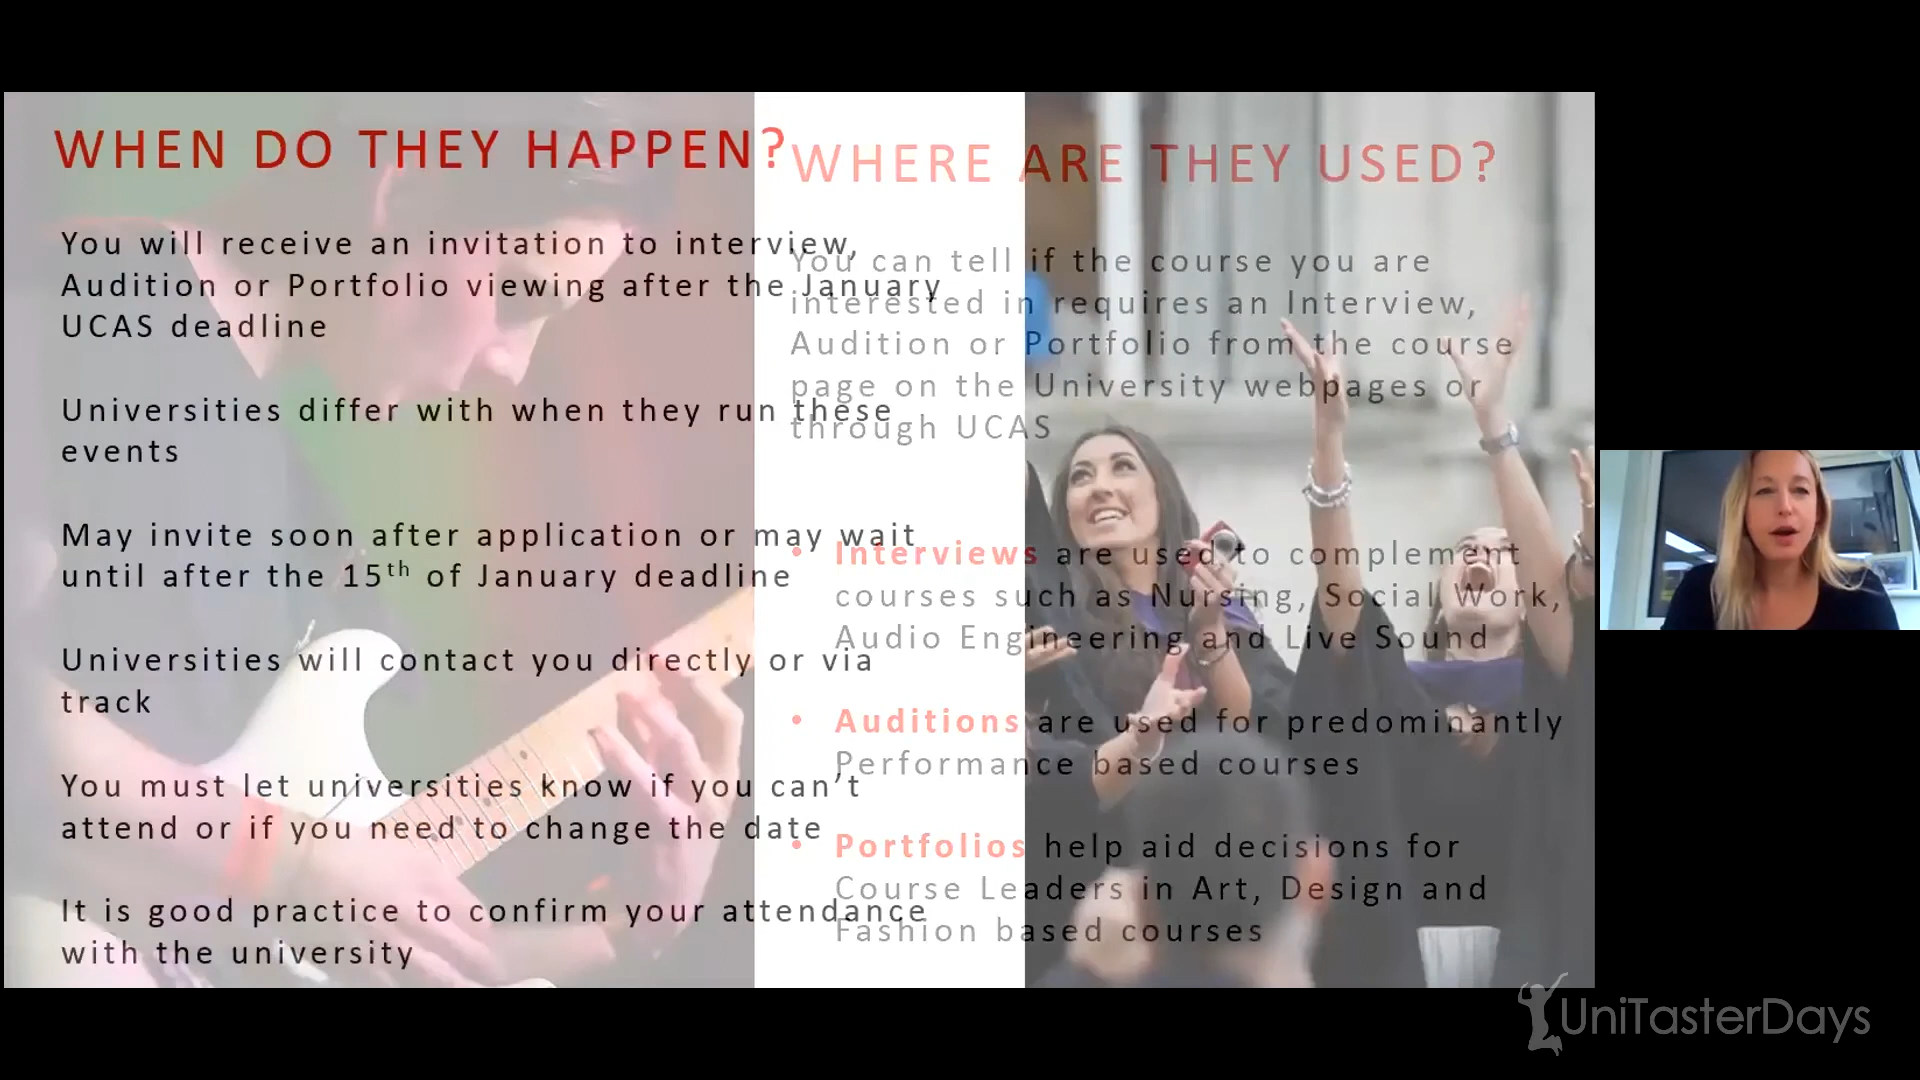 WHEN DO THEY HAPPEN?
You will receive an invitation to interview,
Audition or Portfolio viewing after the January
UCAS deadline
Universities differ with when they run these
events
May invite soon after application or may wait
until after the 15th of January deadline
Universities will contact you directly or via
track
You must let universities know if you can't
attend or if you need to change the date
It is good practice to confirm your attendance
with the university
WHERE ARE THEY USED?
You can tell if the course you are
interested in requires an Interview,
Audition or Portfolio from the course
page on the University webpages or
through UCAS
• Interviews are used to complement
courses such as Nursing, Social Work,
Audio Engineering and Live Sound
• Auditions are used for predominantly
Performance based courses
• Portfolios help aid decisions for
Course Leaders in Art, Design and
Fashion based courses
UniTasterDays